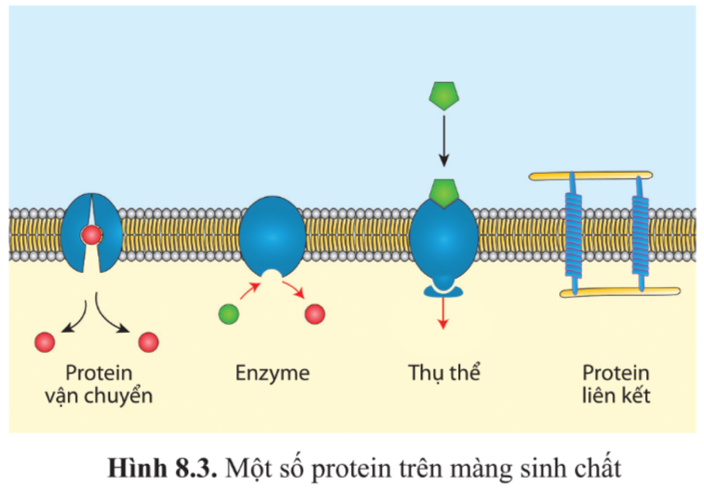 Protein
vận chuyển
Enzyme
Thụ thể
Protein
liên kết
Hình 8.3. Một số protein trên màng sinh chất